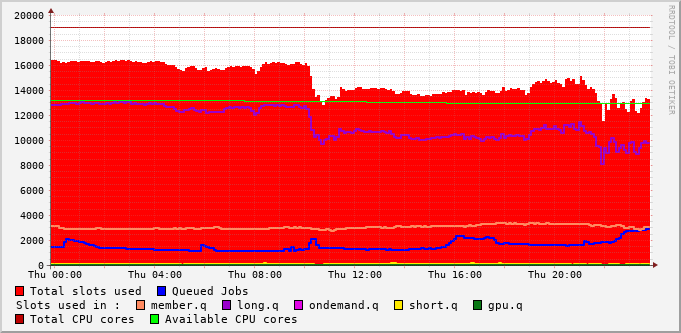 20000
18000
16000
14000
12000
10000
8000
6000
4000
2000
0
Thu 00:00 Thu 04:00 Thu 08:00 Thu 12:00 Thu 16:00 Thu 20:00
Total slots used Queued Jobs
Slots used in : member.q long.q ondemand.q short.q gpu.q
Total CPU cores Available CPU cores
RRDTOOL / TOBI OETIKER